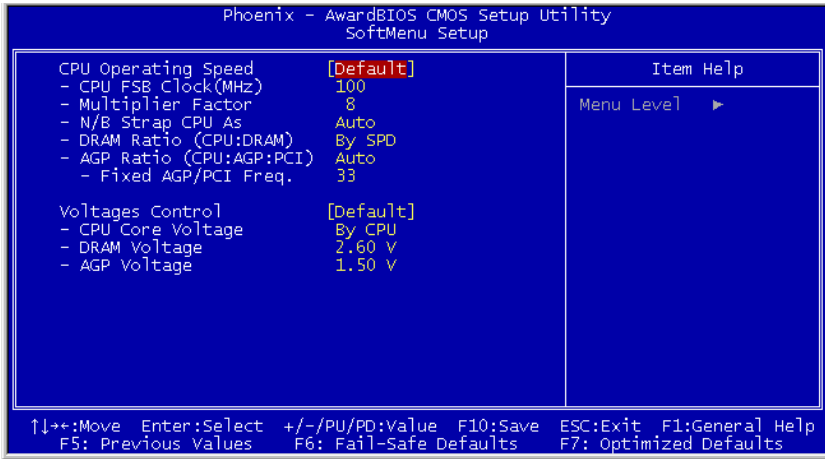 Phoenix - AwardBIOS CMOS Setup Utility
SoftMenu Setup
CPU Operating Speed [Default]
- CPU FSB Clock(MHz) 100
- Multiplier Factor 8
- N/B Strap CPU As Auto
- DRAM Ratio (CPU:DRAM) By SPD
- AGP Ratio (CPU:AGP:PCI) Auto
- Fixed AGP/PCI Freq. 33
Voltages Control [Default]
- CPU Core Voltage By CPU
- DRAM Voltage 2.60 V
- AGP Voltage 1.50 V
Item Help
Menu Level ►
↑↓→←:Move Enter:Select +/-/PU/PD:Value F10:Save ESC:Exit F1:General Help
F5: Previous Values F6: Fail-Safe Defaults F7: Optimized Defaults